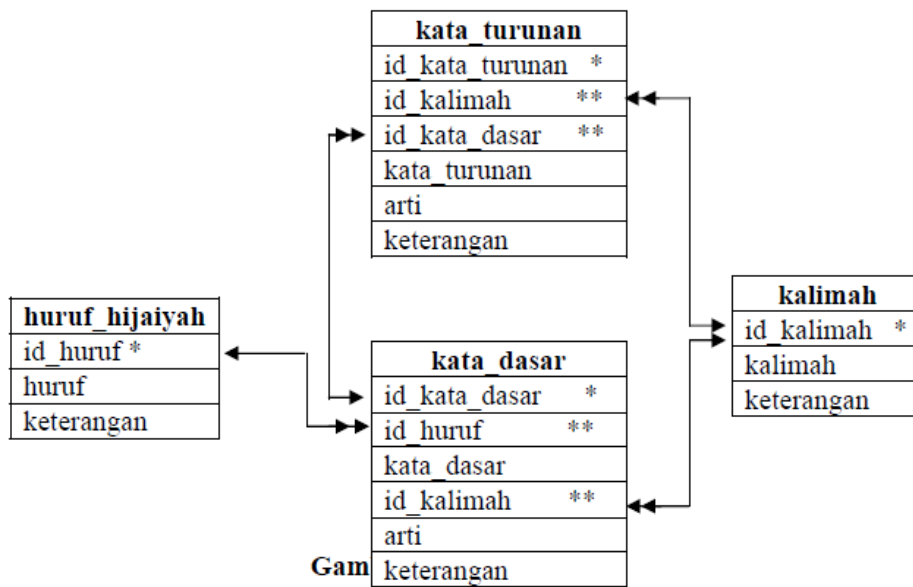 kata_turunan
id_kata_turunan *
id_kalimah **
id_kata_dasar **
kata_turunan
arti
keterangan
huruf_hijaiyah
id_huruf *
huruf
keterangan
kata_dasar
id_kata_dasar *
id_huruf **
kata_dasar
id_kalimah **
arti
keterangan
kalimah
id_kalimah *
kalimah
keterangan
Gam